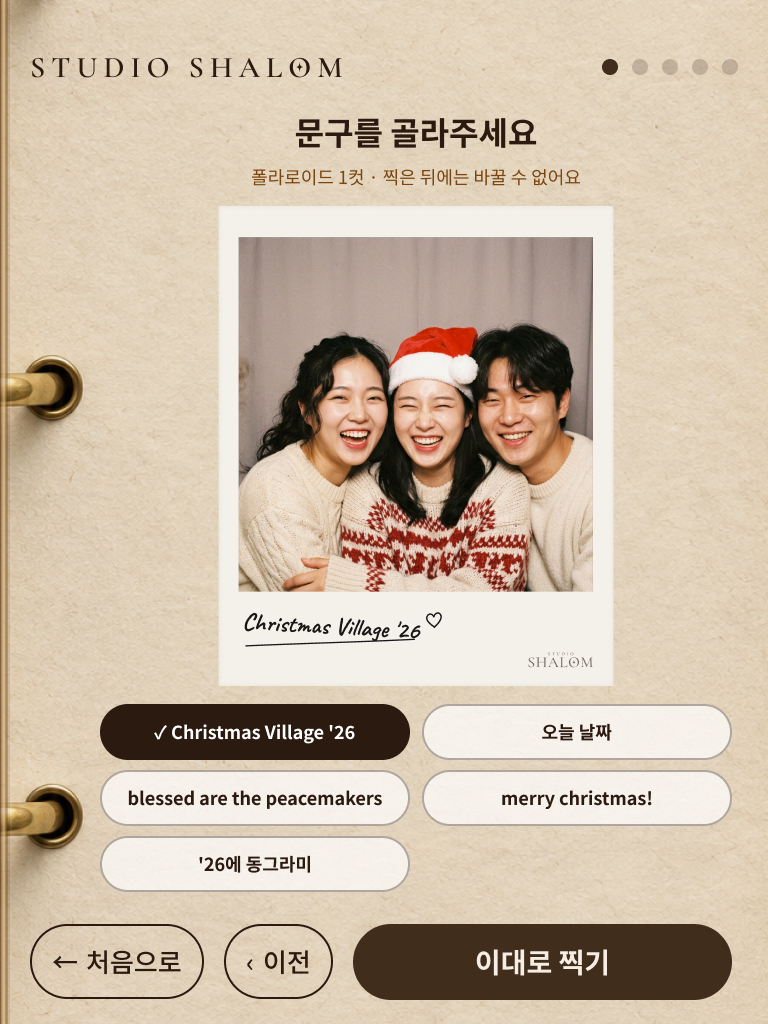 STUDIO SHALOM
문구를 골라주세요
폴라로이드 1컷 · 찍은 뒤에는 바꿀 수 없어요
Christmas Village '26♡
STUDIO
SHALOM
✓ Christmas Village '26
오늘 날짜
blessed are the peacemakers
merry christmas!
'26에 동그라미
← 처음으로
‹ 이전
이대로 찍기